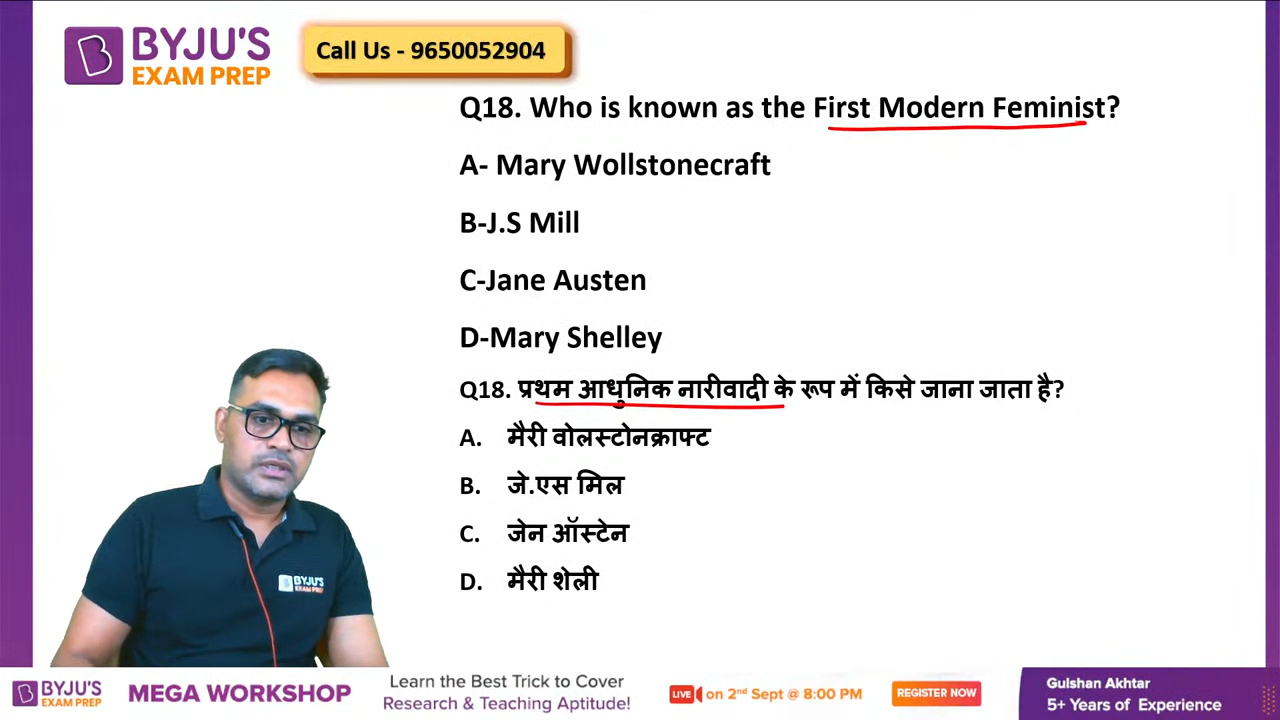 BYJU'S
EXAM PREP
Call Us - 9650052904
Q18. Who is known as the First Modern Feminist?
A- Mary Wollstonecraft
B-J.S Mill
C-Jane Austen
D-Mary Shelley
Q18. प्रथम आधुनिक नारीवादी के रूप में किसे जाना जाता है?
A. मैरी वोलस्टोनक्राफ्ट
B. जे.एस मिल
C. जेन ऑस्टेन
D. मैरी शेली
BYJU'S
EXAM PREP
BYJU'S
EXAM PREP
MEGA WORKSHOP
Learn the Best Trick to Cover
Research & Teaching Aptitude!
LIVE on 2nd Sept @ 8:00 PM
REGISTER NOW
Gulshan Akhtar
5+ Years of Experience